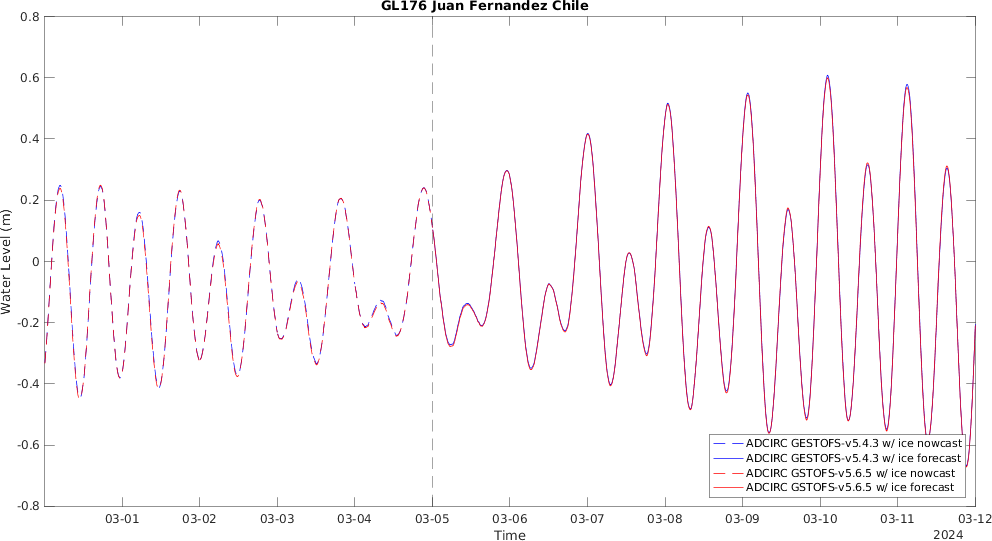 GL176 Juan Fernandez Chile
0.8
0.6
0.4
0.2
0
-0.2
-0.4
-0.6
-0.8
Water Level (m)
ADCIRC GESTOFS-v5.4.3 w/ ice nowcast
ADCIRC GESTOFS-v5.4.3 w/ ice forecast
ADCIRC GSTOFS-v5.6.5 w/ ice nowcast
ADCIRC GSTOFS-v5.6.5 w/ ice forecast
03-01 03-02 03-03 03-04 03-05 03-06 03-07 03-08 03-09 03-10 03-11 03-12
Time
2024